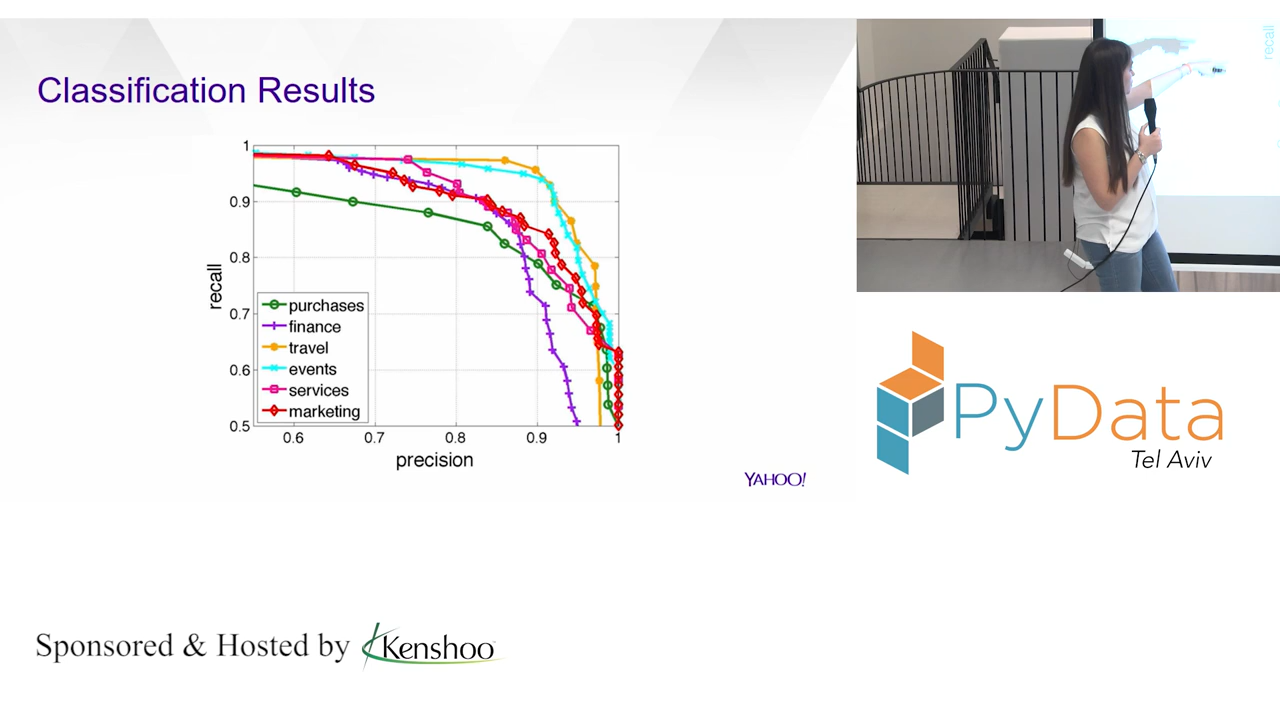 Classification Results
recall
1
0.9
0.8
0.7
0.6
0.5
purchases
finance
travel
events
services
marketing
0.6
0.7
0.8
0.9
1
precision
YAHOO!
recall
PyData
Tel Aviv
Sponsored & Hosted by Kenshoo